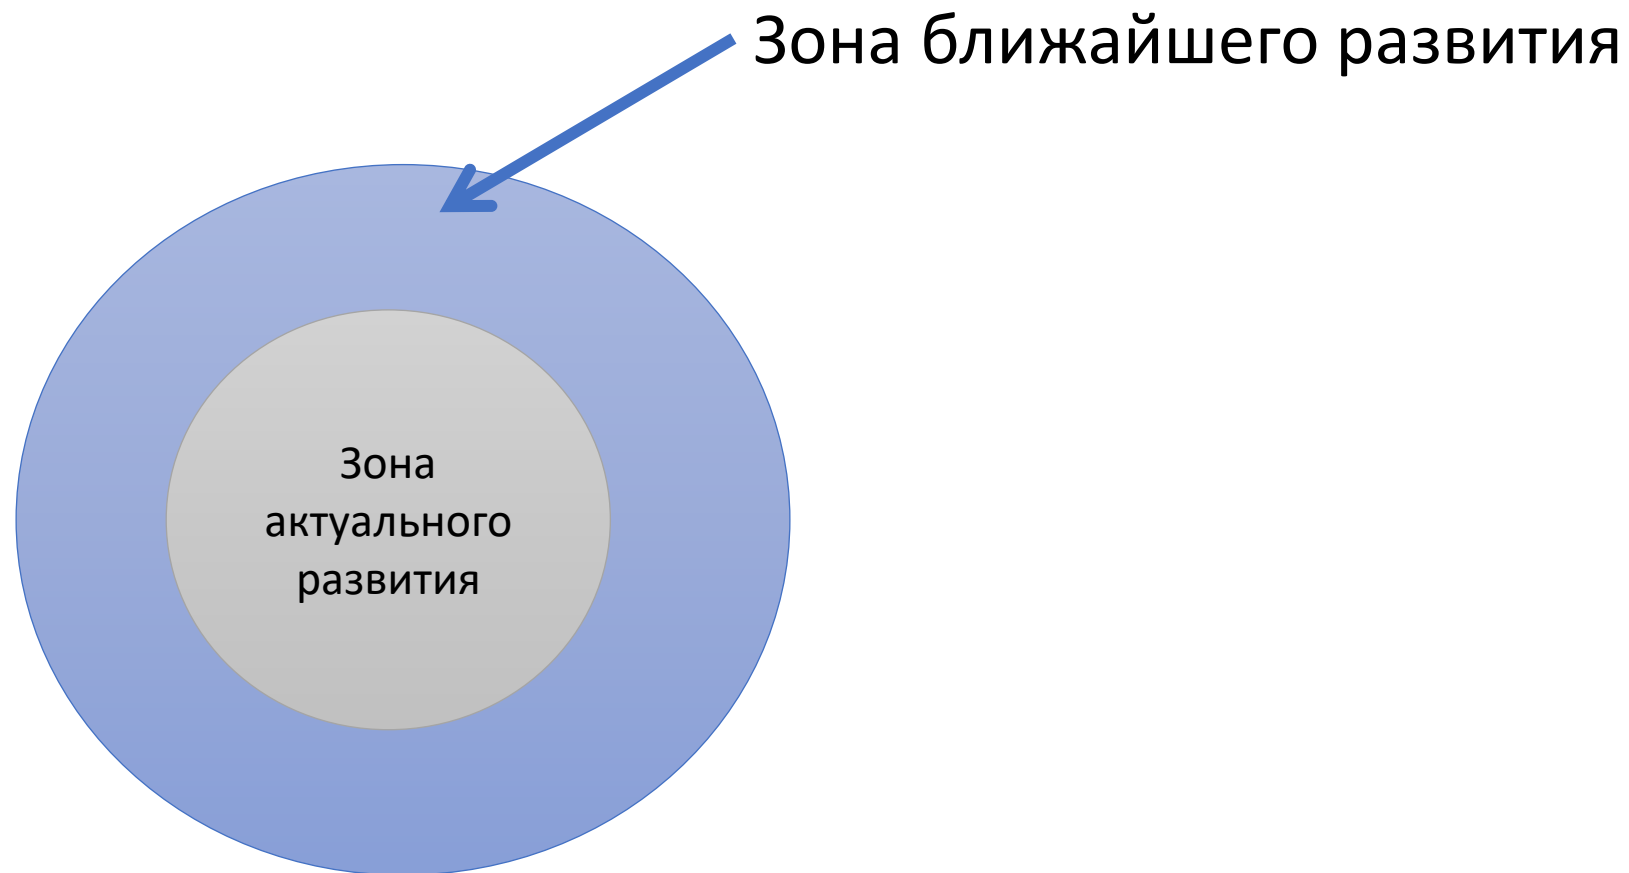 Зона ближайшего развития
Зона
актуального
развития